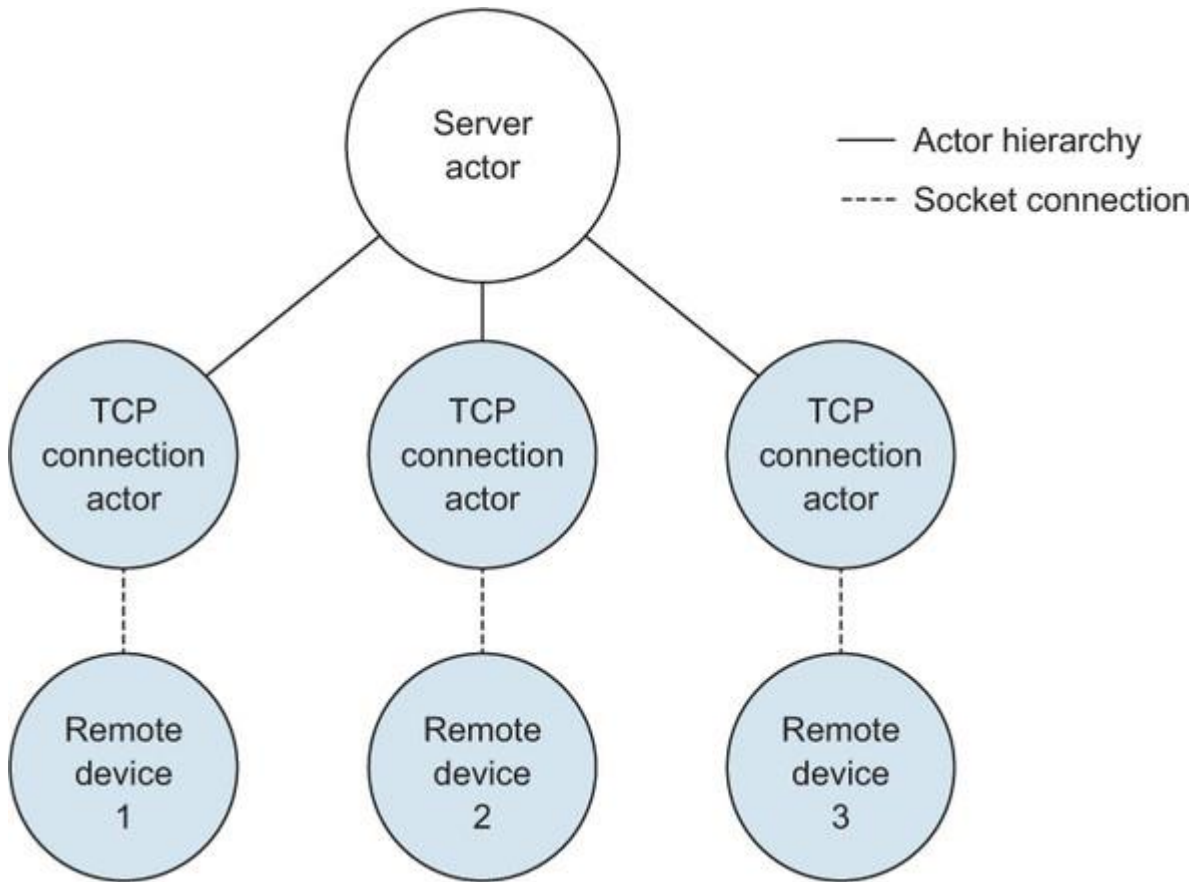 Server
actor
Actor hierarchy
Socket connection
TCP
connection
actor
TCP
connection
actor
TCP
connection
actor
Remote
device
1
Remote
device
2
Remote
device
3